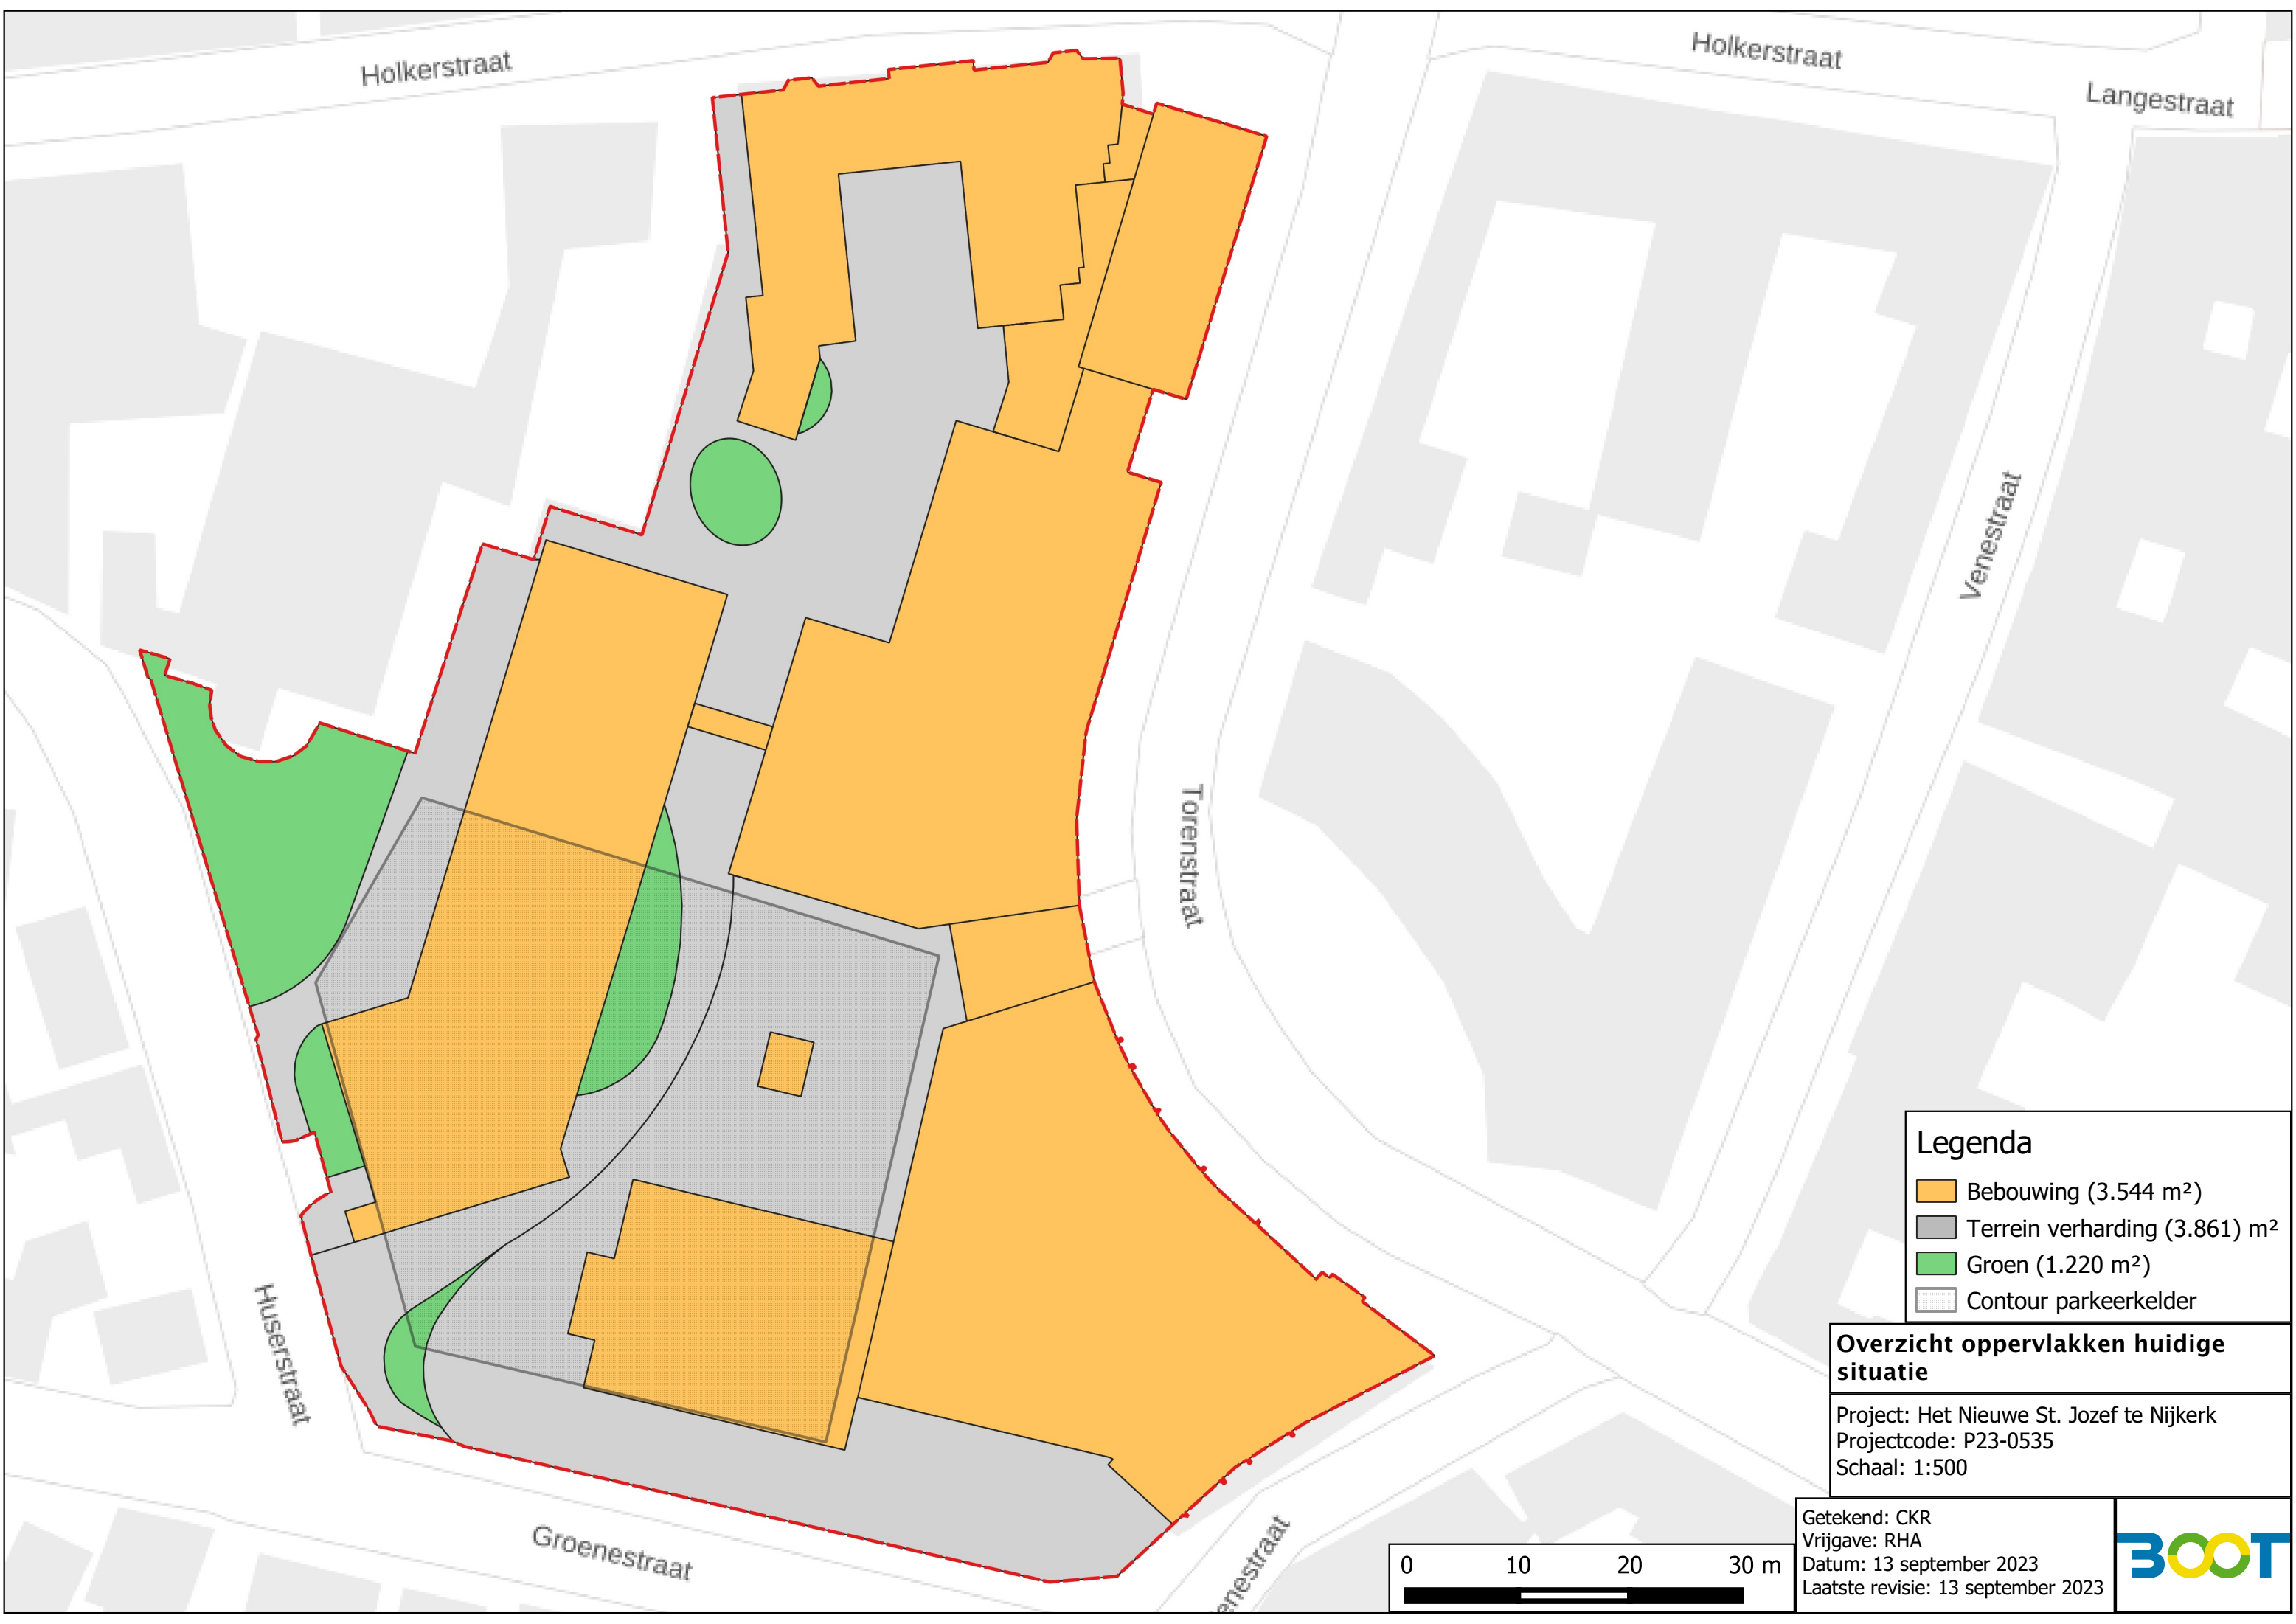 Holkerstraat
Holkerstraat
Langestraat
Venestraat
Torenstraat
Huserstraat
Groenestraat
enestraat
Legenda
Bebouwing (3.544 m²)
Terrein verharding (3.861) m²
Groen (1.220 m²)
Contour parkeerkelder
Overzicht oppervlakken huidige
situatie
Project: Het Nieuwe St. Jozef te Nijkerk
Projectcode: P23-0535
Schaal: 1:500
Getekend: CKR
Vrijgave: RHA
Datum: 13 september 2023
Laatste revisie: 13 september 2023
0 10 20 30 m
BOOT